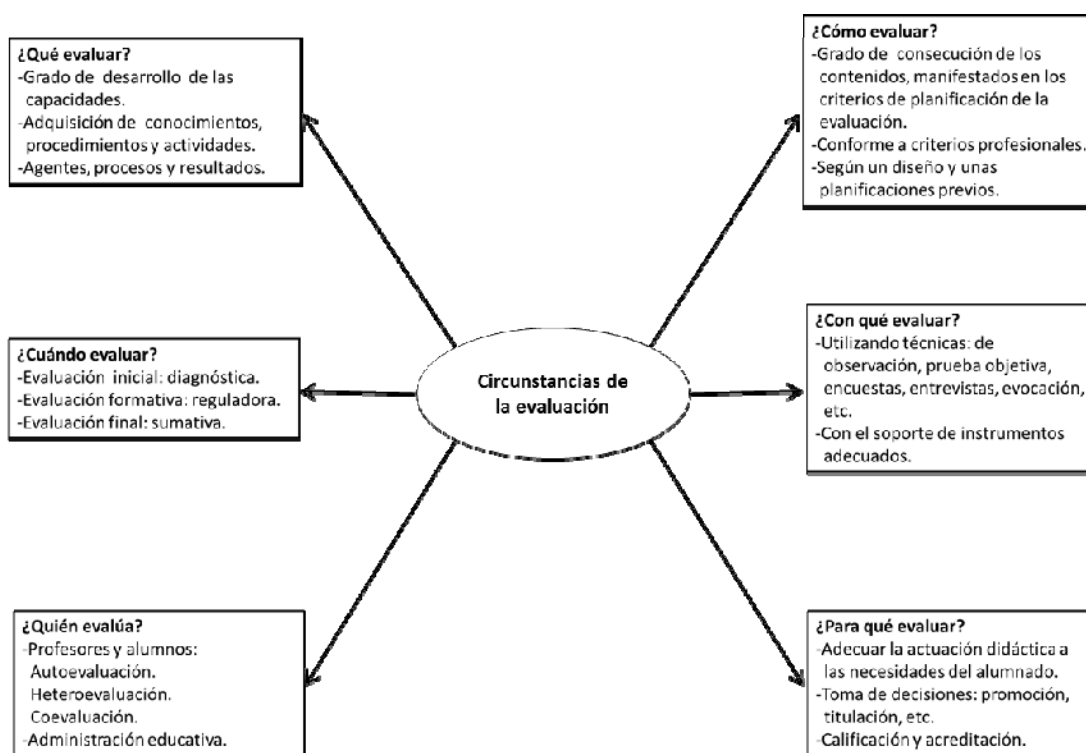 ¿Qué evaluar?
-Grado de desarrollo de las
capacidades.
-Adquisición de conocimientos,
procedimientos y actividades.
-Agentes, procesos y resultados.
¿Cómo evaluar?
-Grado de consecución de los
contenidos, manifestados en los
criterios de planificación de la
evaluación.
-Conforme a criterios profesionales.
-Según un diseño y unas
planificaciones previos.
¿Cuándo evaluar?
-Evaluación inicial: diagnóstica.
-Evaluación formativa: reguladora.
-Evaluación final: sumativa.
Circunstancias de
la evaluación
¿Con qué evaluar?
-Utilizando técnicas: de
observación, prueba objetiva,
encuestas, entrevistas, evocación,
etc.
-Con el soporte de instrumentos
adecuados.
¿Quién evalúa?
-Profesores y alumnos:
Autoevaluación.
Heteroevaluación.
Coevaluación.
-Administración educativa.
¿Para qué evaluar?
-Adecuar la actuación didáctica a
las necesidades del alumnado.
-Toma de decisiones: promoción,
titulación, etc.
-Calificación y acreditación.